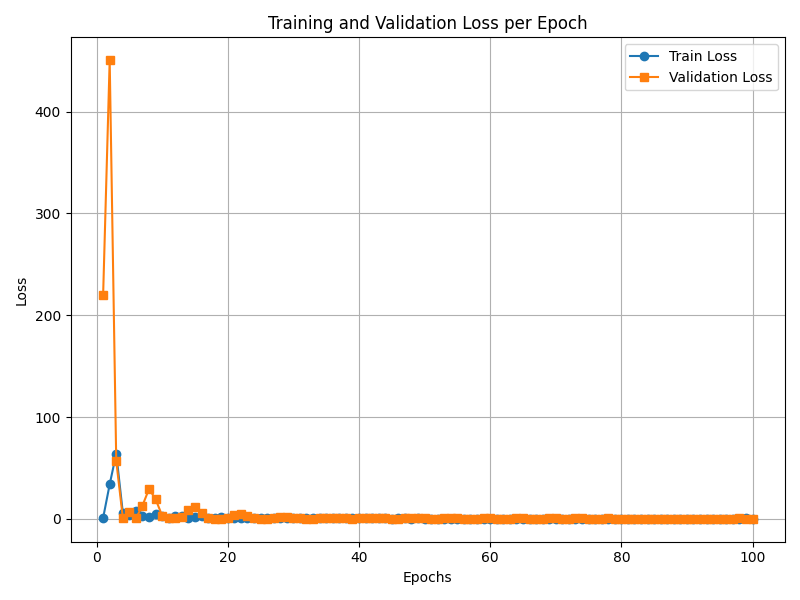 Training and Validation Loss per Epoch
Train Loss
Validation Loss
400
300
200
100
0
Loss
0 20 40 60 80 100
Epochs